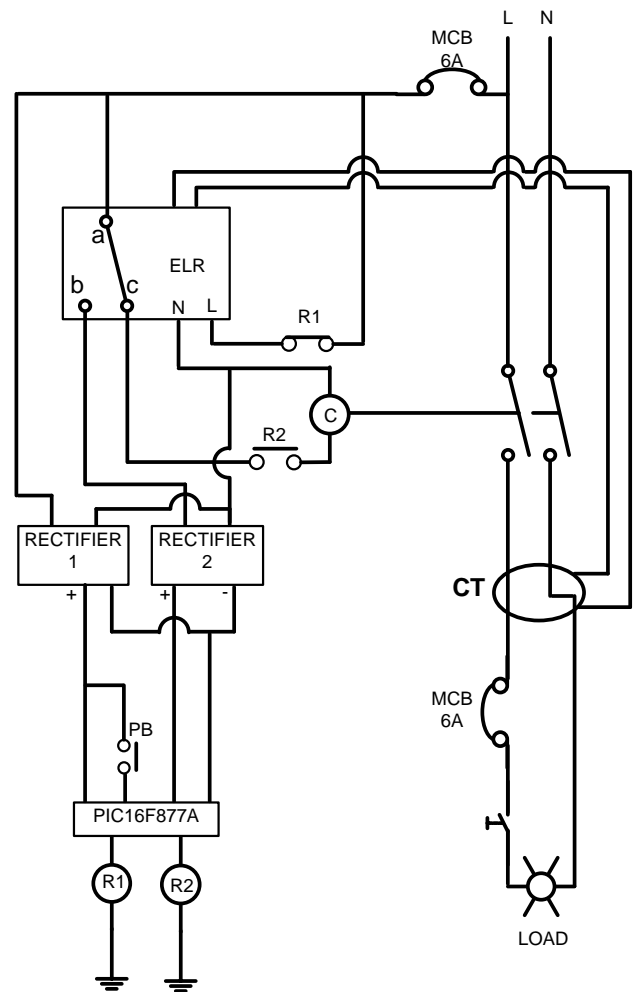 L N
MCB
6A
a
ELR
b c
N L
R1
C
R2
RECTIFIER
1
RECTIFIER
2
+ + -
CT
MCB
6A
PB
PIC16F877A
R1 R2
LOAD